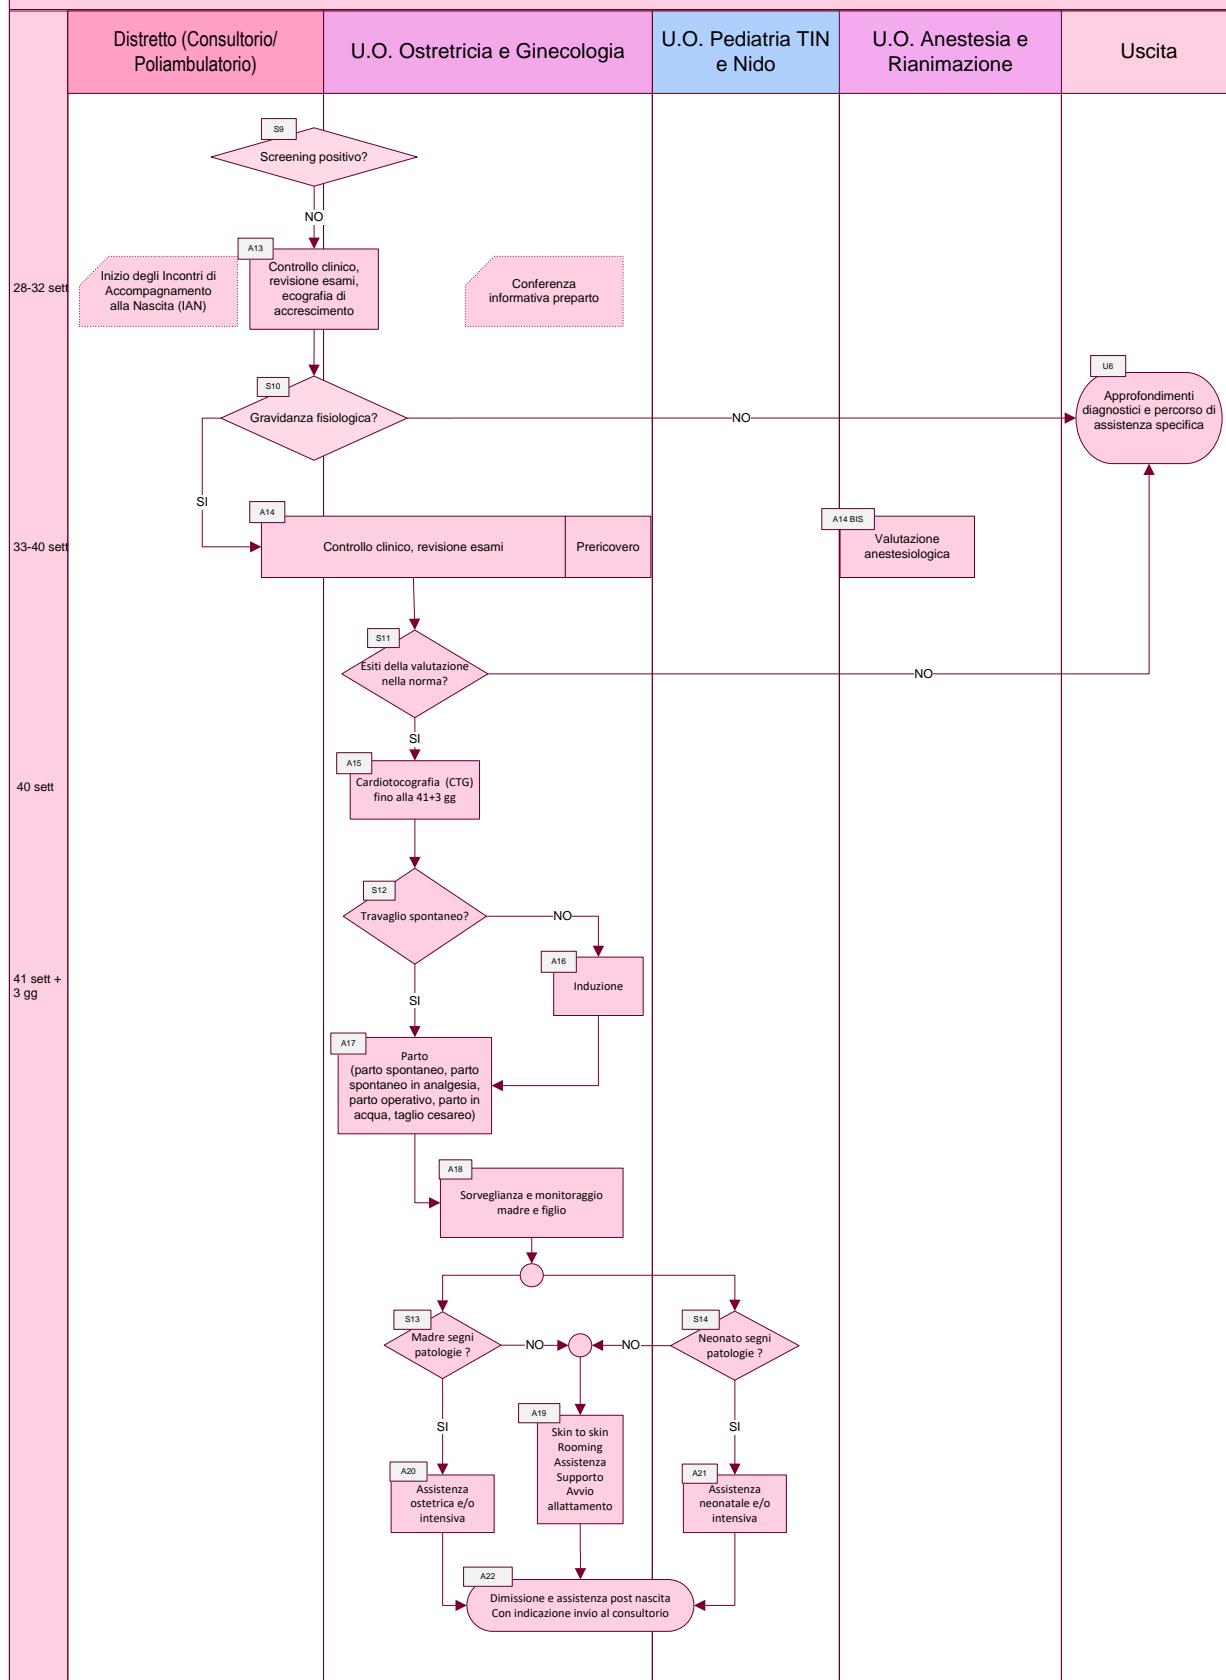 Distretto (Consultorio/
Poliambulatorio)
U.O. Ostretricia e Ginecologia
U.O. Pediatria TIN
e Nido
U.O. Anestesia e
Rianimazione
Uscita
S9
Screening positivo?
NO
A13
Controllo clinico,
revisione esami,
ecografia di
accrescimento
Inizio degli Incontri di
Accompagnamento
alla Nascita (IAN)
Conferenza
informativa preparto
28-32 sett
S10
Gravidanza fisiologica?
NO
U6
Approfondimenti
diagnostici e percorso di
assistenza specifica
SI
A14
Controllo clinico, revisione esami
Prericovero
A14 BIS
Valutazione
anestesiologica
33-40 sett
S11
Esiti della valutazione
nella norma?
NO
SI
A15
Cardiotocografia (CTG)
fino alla 41+3 gg
40 sett
S12
Travaglio spontaneo?
NO
A16
Induzione
41 sett +
3 gg
SI
A17
Parto
(parto spontaneo, parto
spontaneo in analgesia,
parto operativo, parto in
acqua, taglio cesareo)
A18
Sorveglianza e monitoraggio
madre e figlio
S13
Madre segni
patologie ?
NO
NO
S14
Neonato segni
patologie ?
SI
A19
Skin to skin
Rooming
Assistenza
Supporto
Avvio
allattamento
SI
A20
Assistenza
ostetrica e/o
intensiva
A21
Assistenza
neonatale e/o
intensiva
A22
Dimissione e assistenza post nascita
Con indicazione invio al consultorio